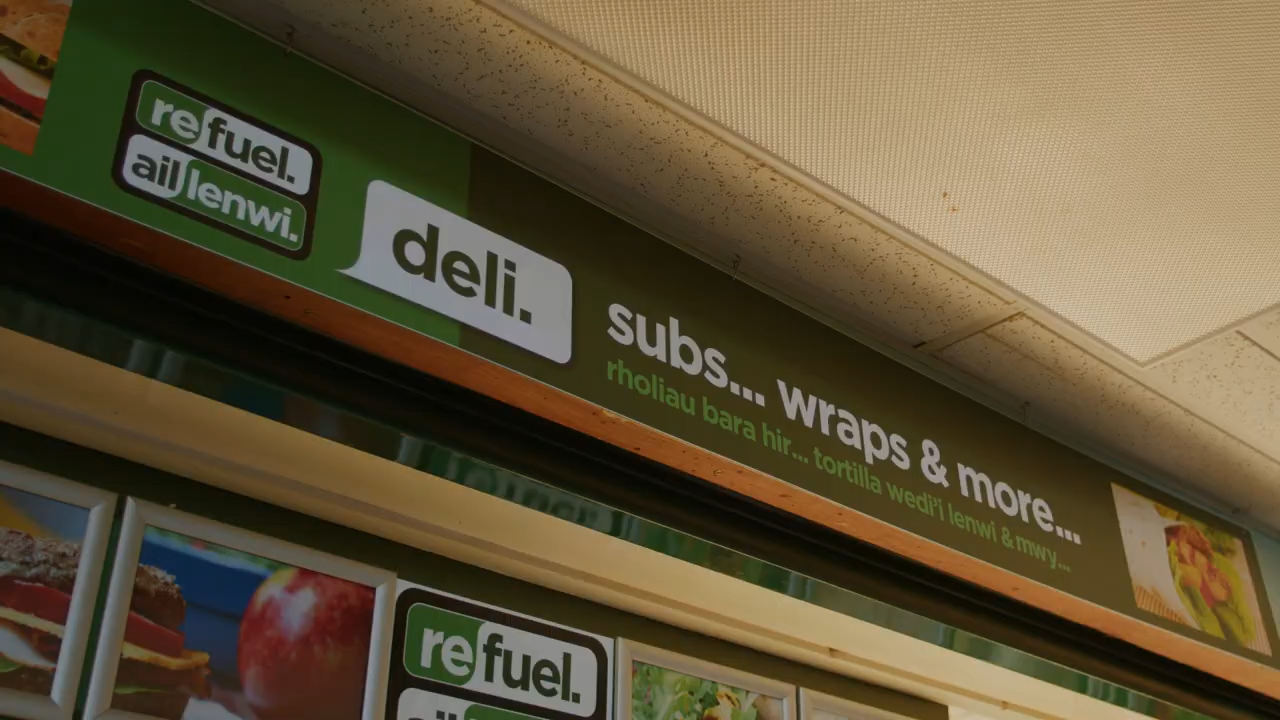 refuel.
ail lenwi.
deli.
subs... wraps & more...
rholiau bara hir... tortilla wedi'i lenwi & mwy...
refuel.